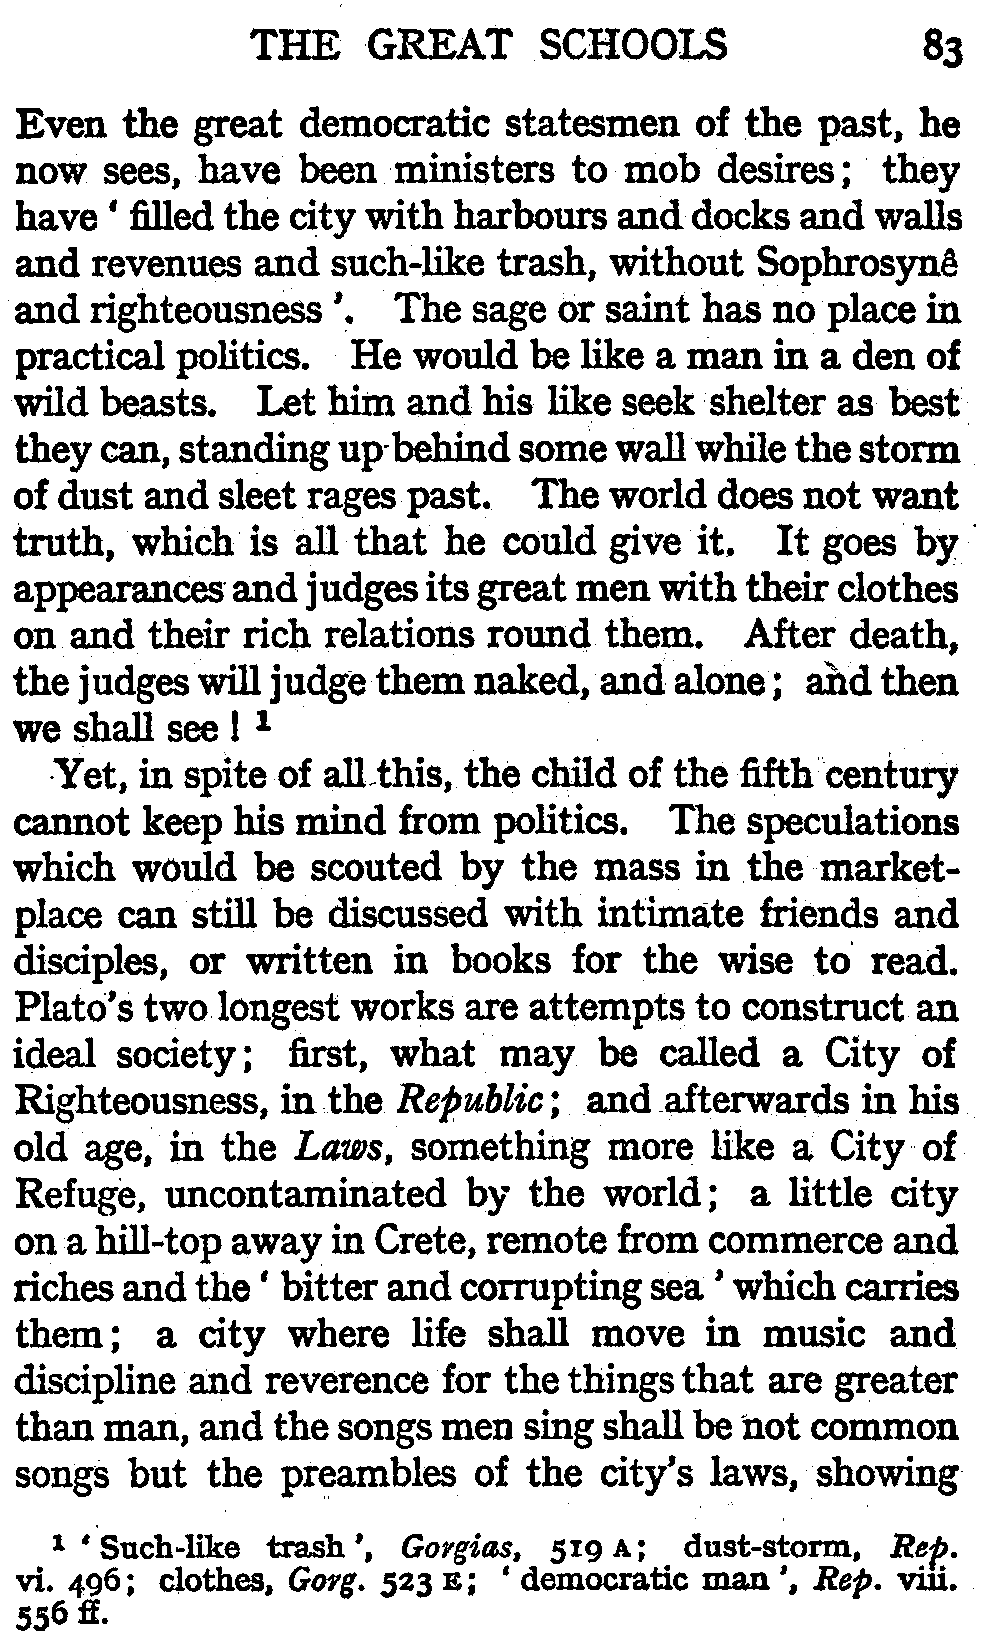 THE GREAT SCHOOLS 83
Even the great democratic statesmen of the past, he
now sees, have been ministers to mob desires; they
have ‘ filled the city with harbours and docks and walls
and revenues and such-like trash, without Sophrosynê
and righteousness ’. The sage or saint has no place in
practical politics. He would be like a man in a den of
wild beasts. Let him and his like seek shelter as best
they can, standing up behind some wall while the storm
of dust and sleet rages past. The world does not want
truth, which is all that he could give it. It goes by
appearances and judges its great men with their clothes
on and their rich relations round them. After death,
the judges will judge them naked, and alone; and then
we shall see ! ¹
Yet, in spite of all this, the child of the fifth century
cannot keep his mind from politics. The speculations
which would be scouted by the mass in the market-
place can still be discussed with intimate friends and
disciples, or written in books for the wise to read.
Plato’s two longest works are attempts to construct an
ideal society; first, what may be called a City of
Righteousness, in the Republic; and afterwards in his
old age, in the Laws, something more like a City of
Refuge, uncontaminated by the world; a little city
on a hill-top away in Crete, remote from commerce and
riches and the ‘ bitter and corrupting sea ’ which carries
them; a city where life shall move in music and
discipline and reverence for the things that are greater
than man, and the songs men sing shall be not common
songs but the preambles of the city’s laws, showing
¹ ‘ Such-like trash ’, Gorgias, 519 A; dust-storm, Rep.
vi. 496; clothes, Gorg. 523 E; ‘ democratic man ’, Rep. viii.
556 ff.